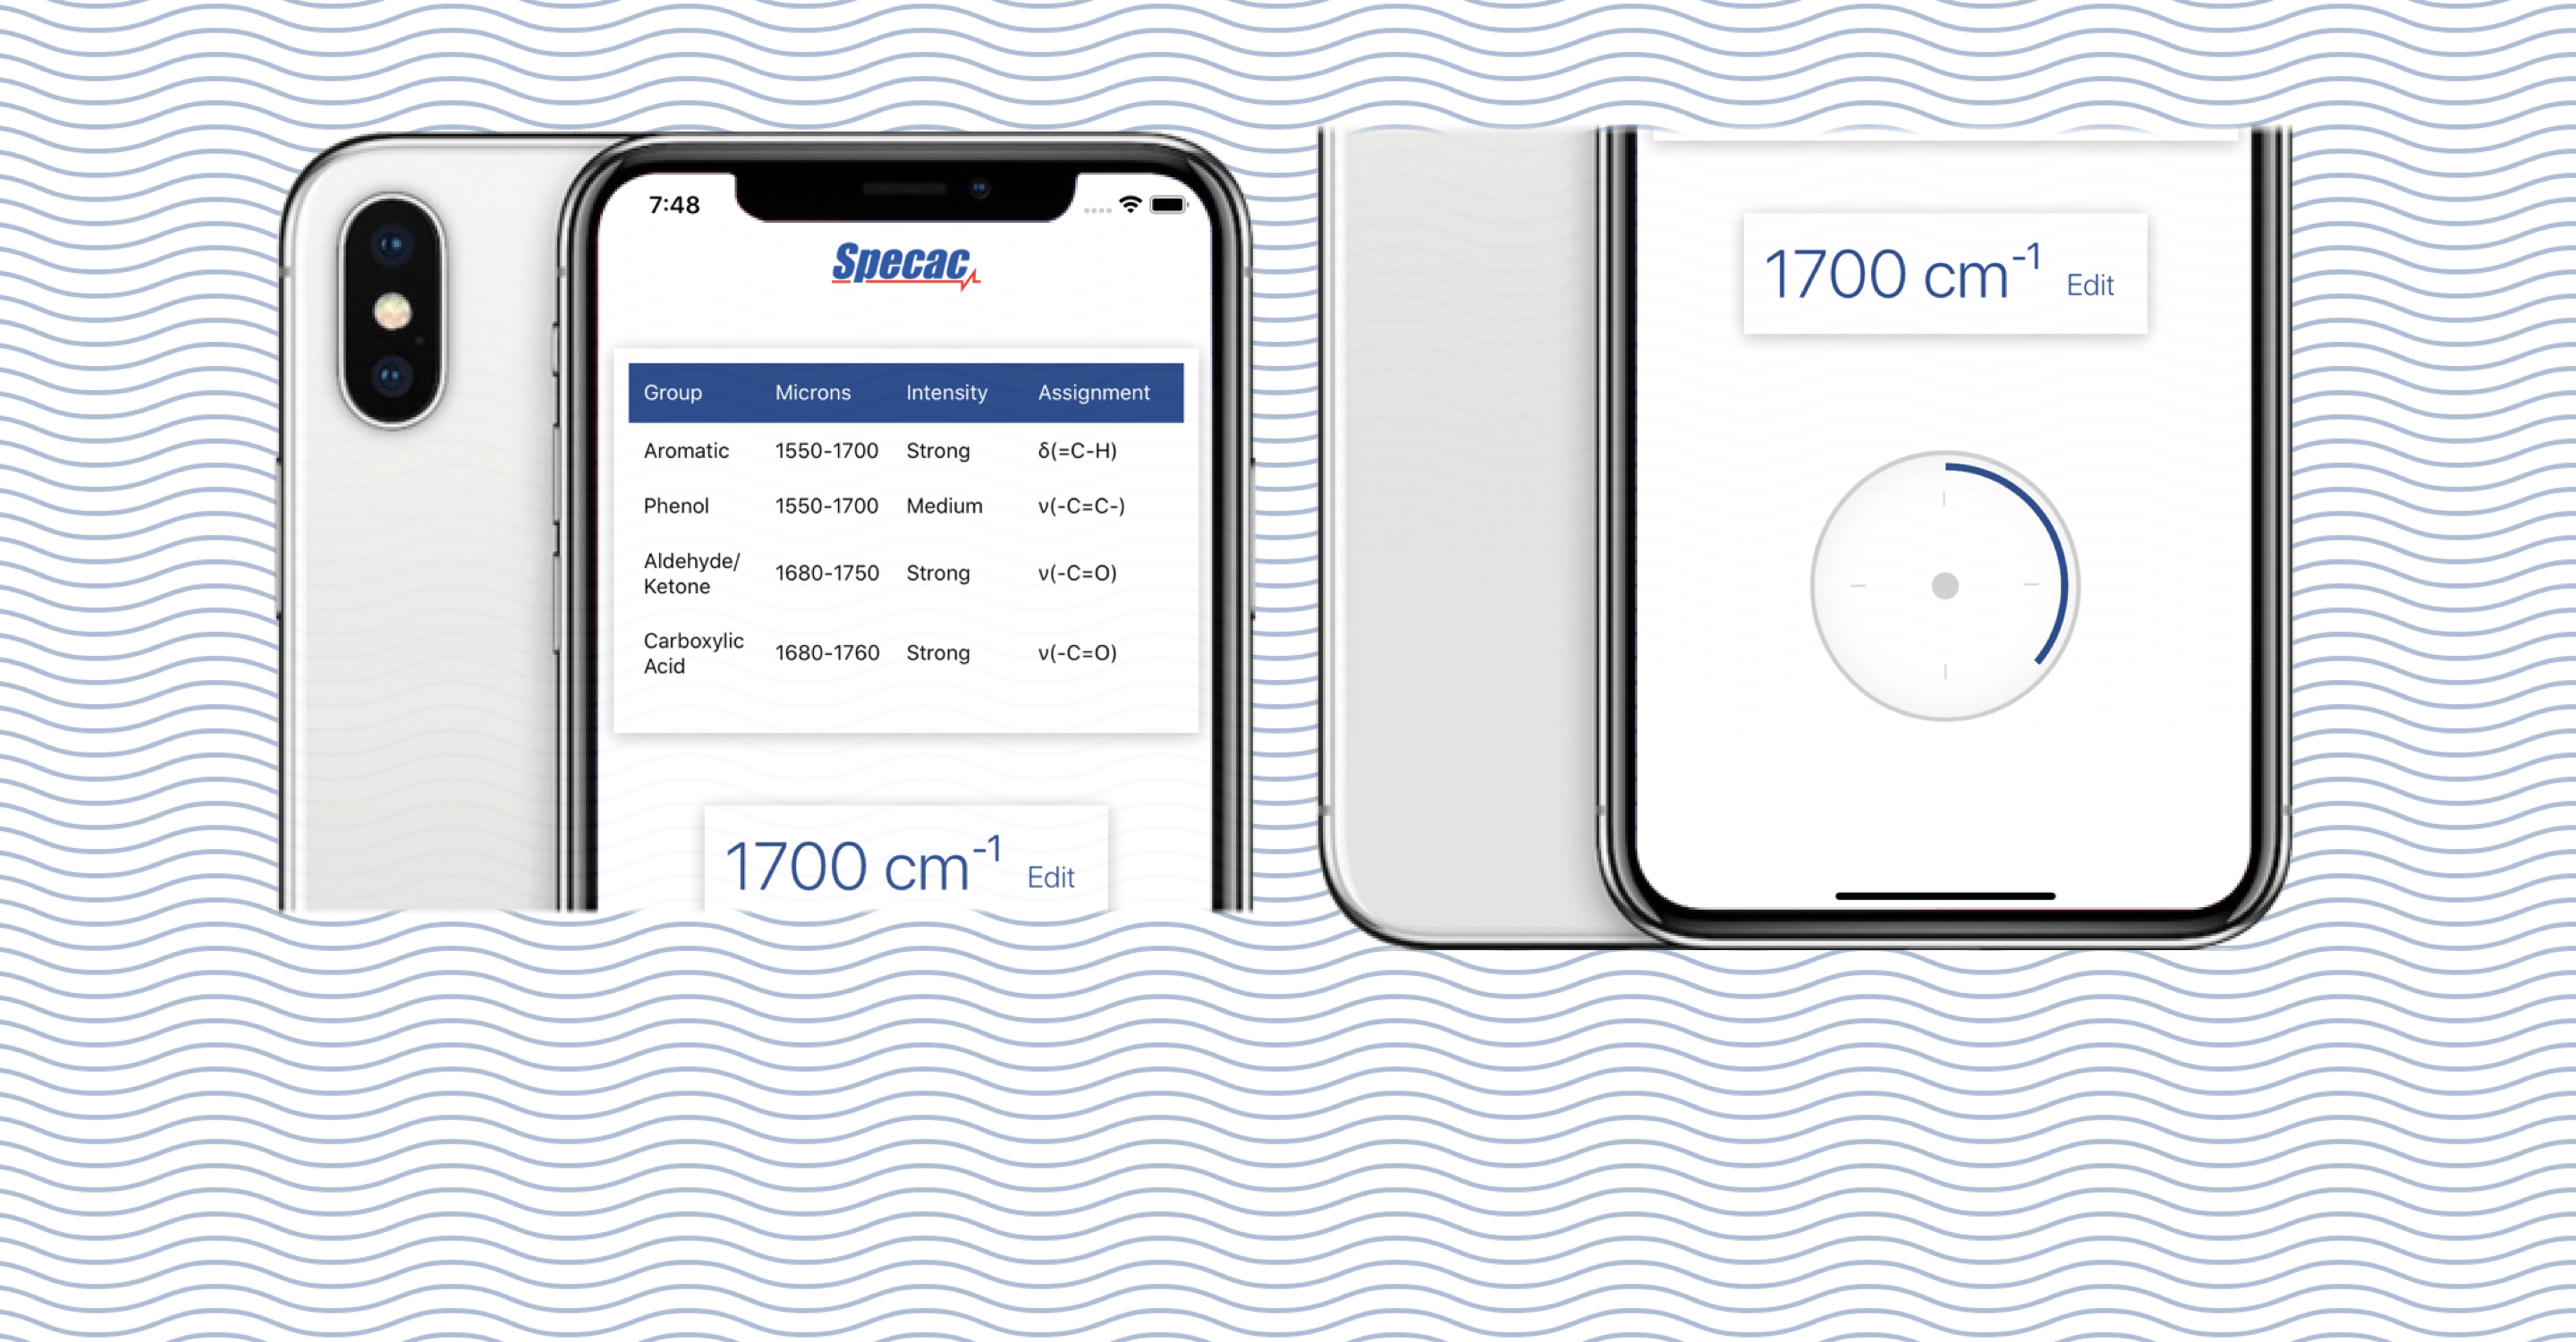 7:48
Specac
Group Microns Intensity Assignment
Aromatic 1550-1700 Strong δ(=C-H)
Phenol 1550-1700 Medium ν(-C=C-)
Aldehyde/
Ketone 1680-1750 Strong ν(-C=O)
Carboxylic
Acid 1680-1760 Strong ν(-C=O)
1700 cm⁻¹ Edit
1700 cm⁻¹ Edit